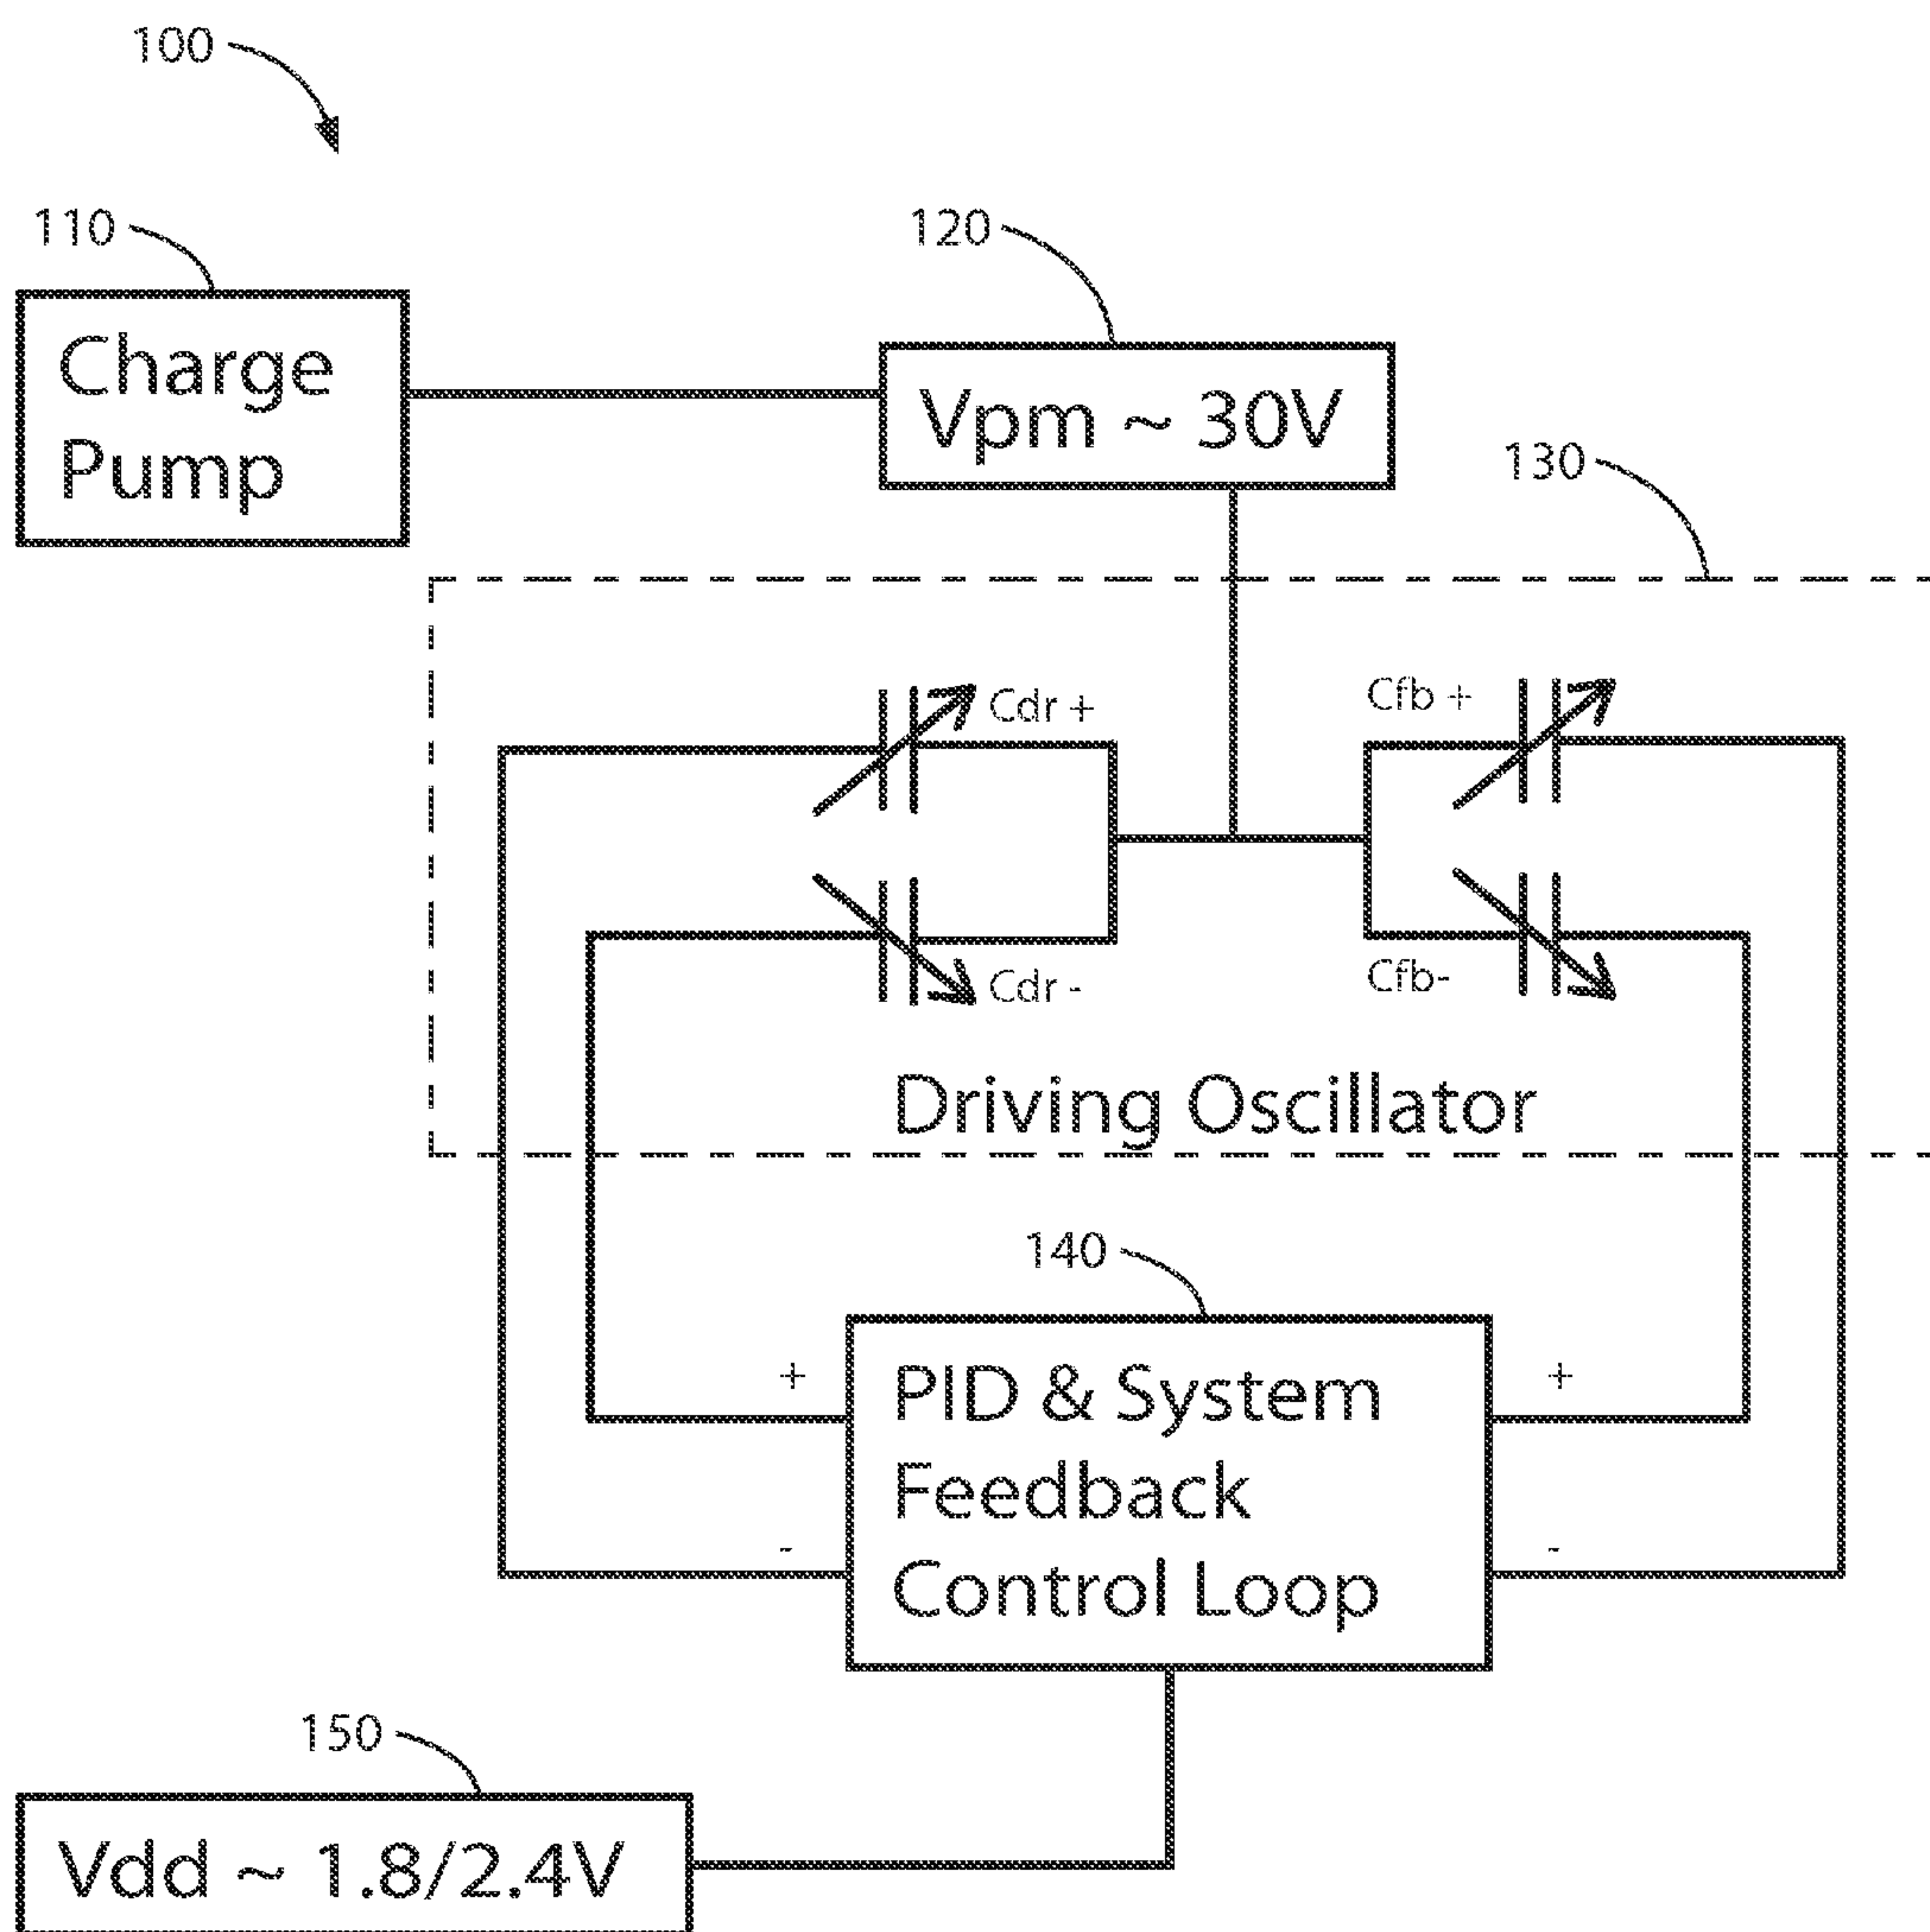 100
110
120
Charge
Pump
Vpm ~ 30V
130
Cdr +
Cfb +
Cdr -
Cfb-
Driving Oscillator
140
+
+
PID & System
Feedback
-
-
Control Loop
150
Vdd ~ 1.8/2.4V